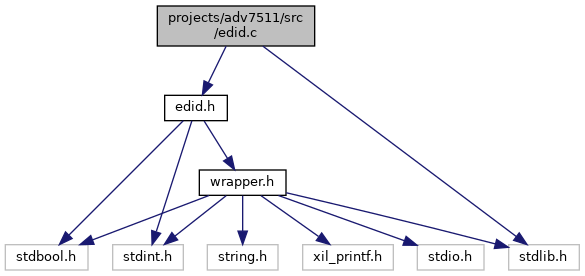 projects/adv7511/src
/edid.c
edid.h
wrapper.h
stdbool.h
stdint.h
string.h
xil_printf.h
stdio.h
stdlib.h